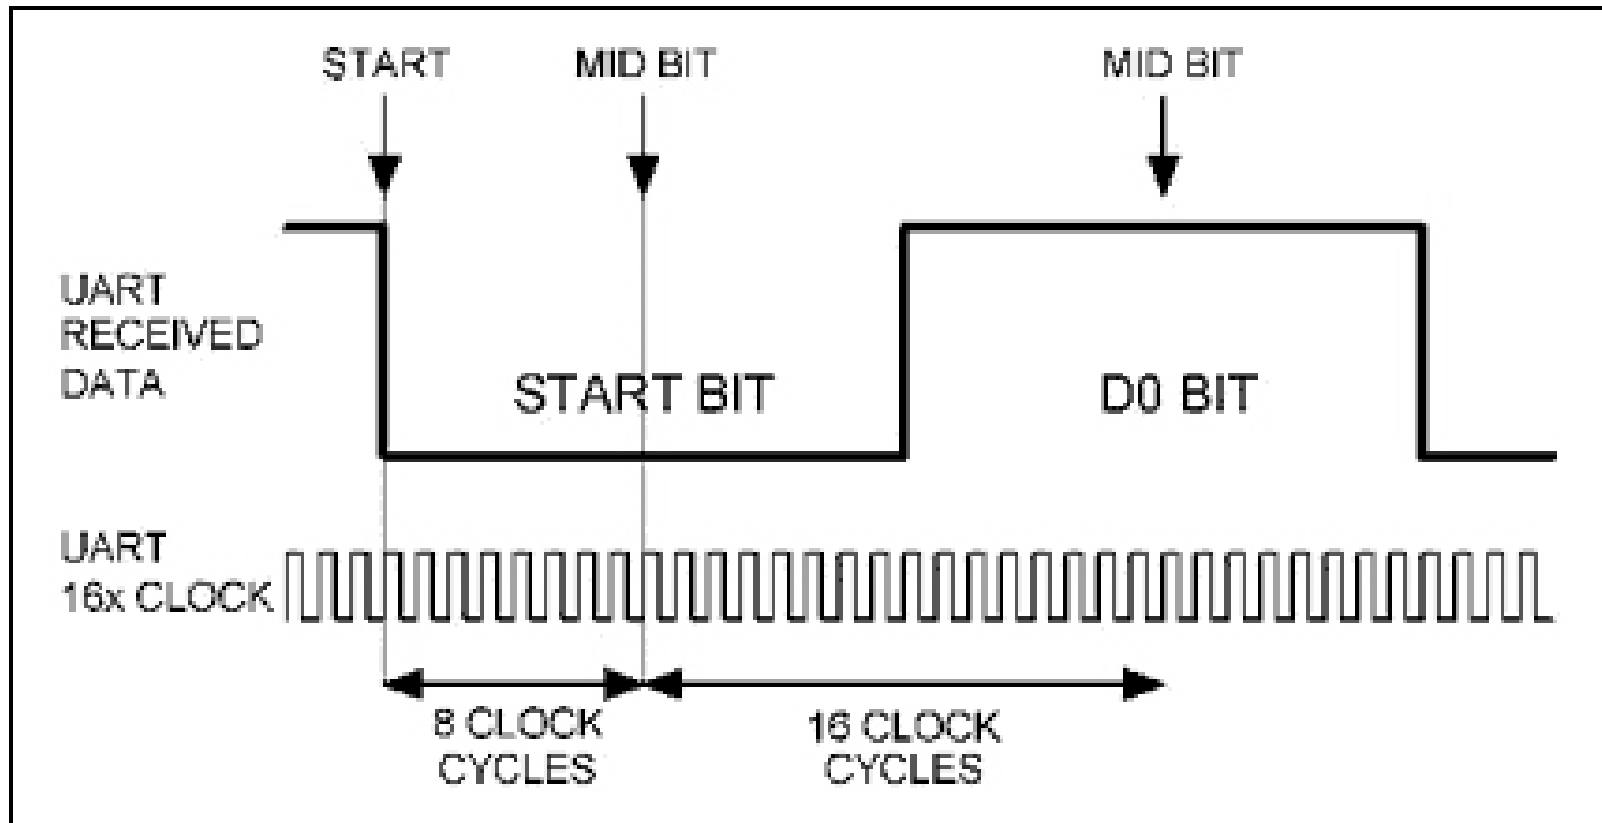 START
MID BIT
MID BIT
UART
RECEIVED
DATA
START BIT
D0 BIT
UART
16x CLOCK
8 CLOCK
CYCLES
16 CLOCK
CYCLES